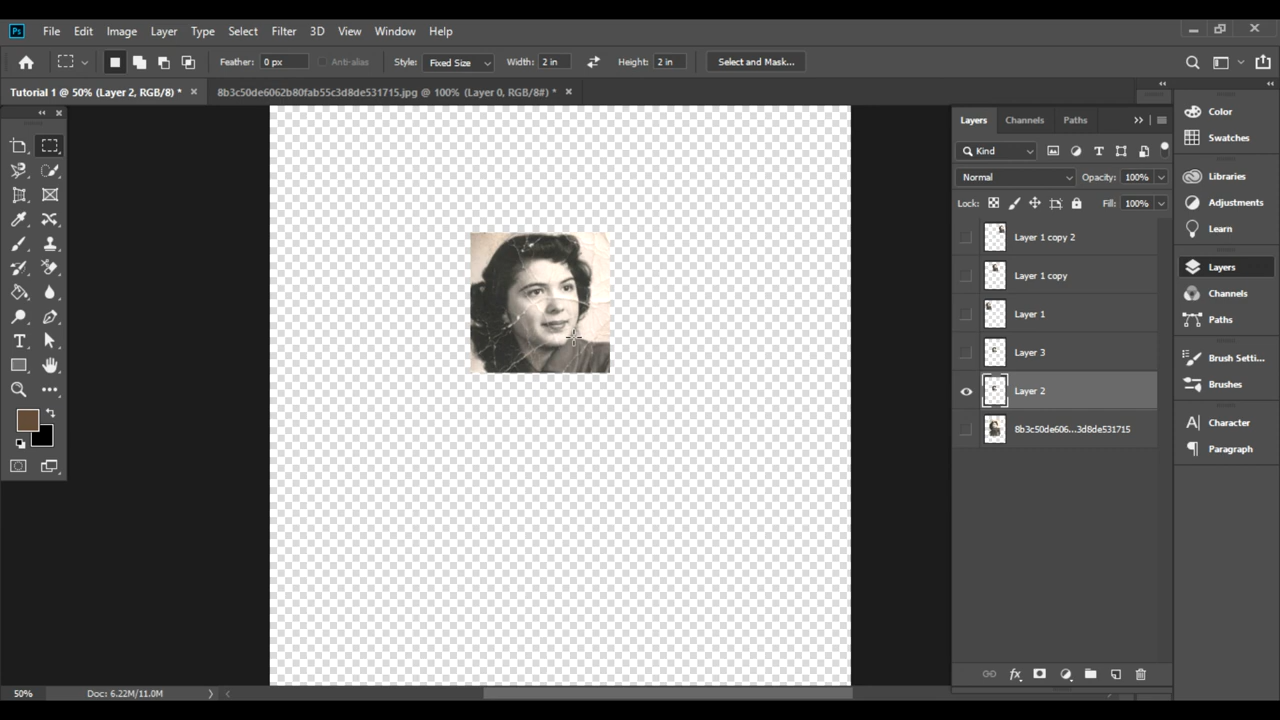 Ps File Edit Image Layer Type Select Filter 3D View Window Help
Feather: 0 px Anti-alias Style: Fixed Size Width: 2 in Height: 2 in Select and Mask...
Tutorial 1 @ 50% (Layer 2, RGB/8) * × 8b3c50de6062b80fab55c3d8de531715.jpg @ 100% (Layer 0, RGB/8#) * ×
Layers Channels Paths
Kind
Normal Opacity: 100%
Lock: Fill: 100%
Layer 1 copy 2
Layer 1 copy
Layer 1
Layer 3
Layer 2
8b3c50de606...3d8de531715
Color
Swatches
Libraries
Adjustments
Learn
Layers
Channels
Paths
Brush Setti...
Brushes
Character
Paragraph
50% Doc: 6.22M/11.0M